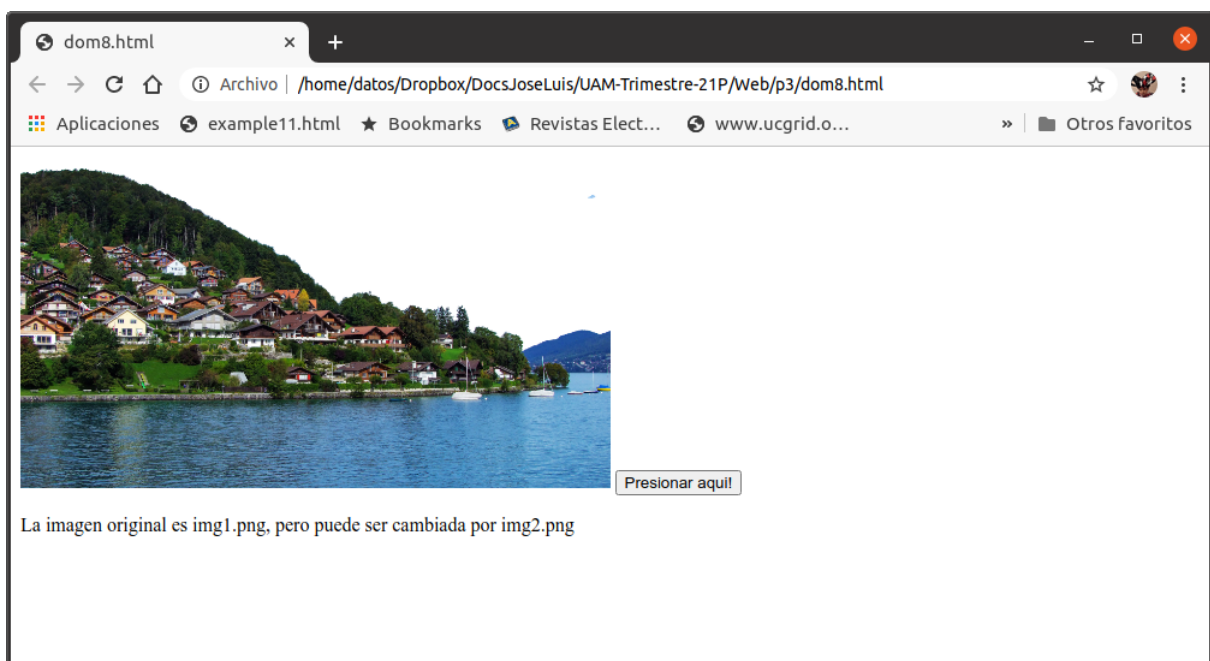 dom8.html
Archivo /home/datos/Dropbox/DocsJoseLuis/UAM-Trimestre-21P/Web/p3/dom8.html
Aplicaciones example11.html Bookmarks Revistas Elect... www.ucgrid.o... » Otros favoritos
Presionar aqui!
La imagen original es img1.png, pero puede ser cambiada por img2.png